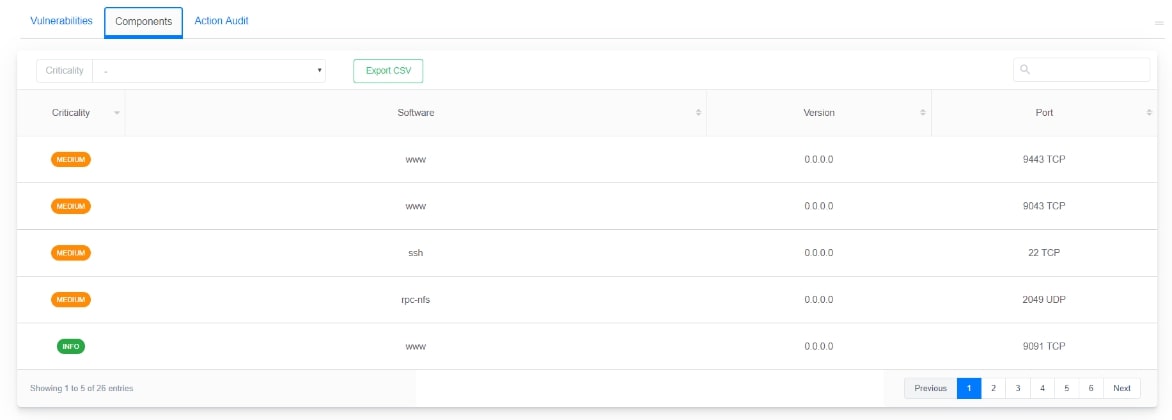 Vulnerabilities Components Action Audit
Criticality - Export CSV
Criticality Software Version Port
MEDIUM www 0.0.0.0 9443 TCP
MEDIUM www 0.0.0.0 9043 TCP
MEDIUM ssh 0.0.0.0 22 TCP
MEDIUM rpc-nfs 0.0.0.0 2049 UDP
INFO www 0.0.0.0 9091 TCP
Showing 1 to 5 of 26 entries Previous 1 2 3 4 5 6 Next